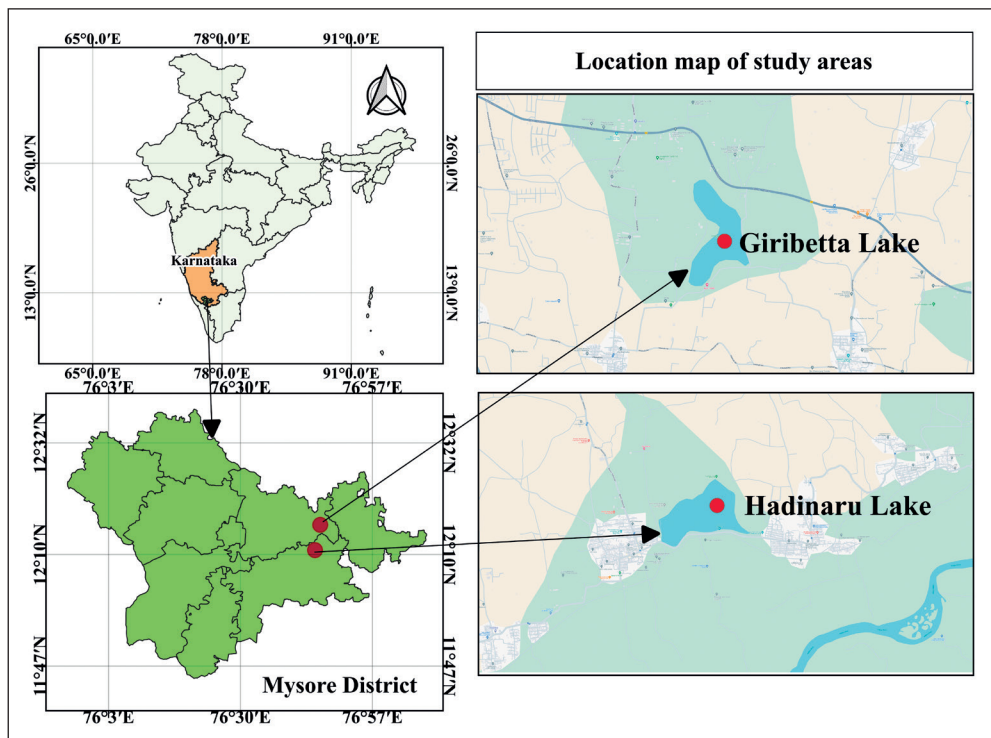 65°0.0'E 78°0.0'E 91°0.0'E
26°0.0'N
26°0.0'N
Karnataka
13°0.0'N
13°0.0'N
65°0.0'E 78°0.0'E 91°0.0'E
Location map of study areas
Giribetta Lake
76°3'E 76°30'E 76°57'E
12°32'N
12°32'N
12°10'N
12°10'N
11°47'N
11°47'N
Mysore District
76°3'E 76°30'E 76°57'E
Hadinaru Lake